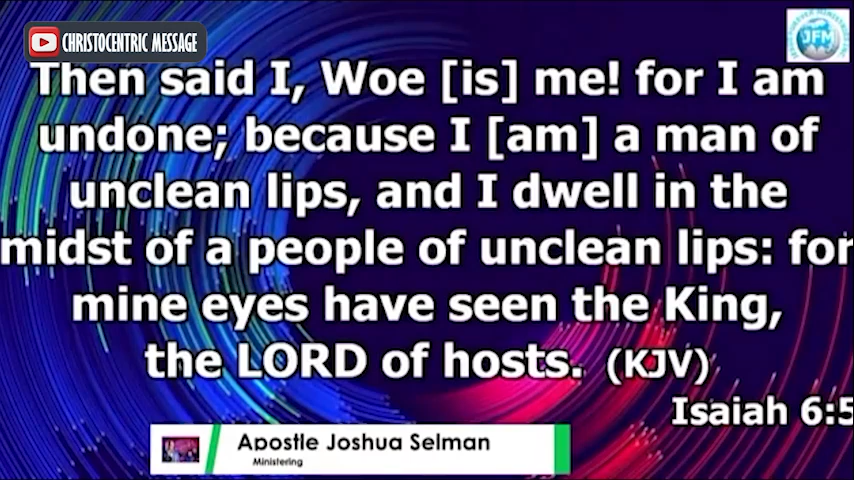 CHRISTOCENTRIC MESSAGE
JFM
Then said I, Woe [is] me! for I am
undone; because I [am] a man of
unclean lips, and I dwell in the
midst of a people of unclean lips: for
mine eyes have seen the King,
the LORD of hosts. (KJV)
Isaiah 6:5
Apostle Joshua Selman
Ministering